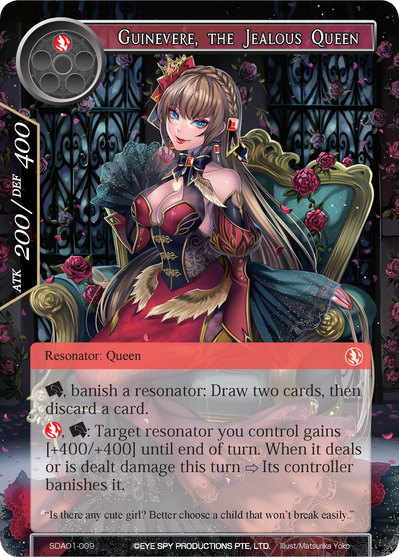 GUINEVERE, THE JEALOUS QUEEN
ATK 200 / DEF 400
Resonator: Queen
, banish a resonator: Draw two cards, then
discard a card.
, : Target resonator you control gains
[+400/+400] until end of turn. When it deals
or is dealt damage this turn ⇨ Its controller
banishes it.
"Is there any cute girl? Better choose a child that won't break easily."
SDAO1-009
©EYE SPY PRODUCTIONS PTE. LTD.
Illust/Matsurika Yoko